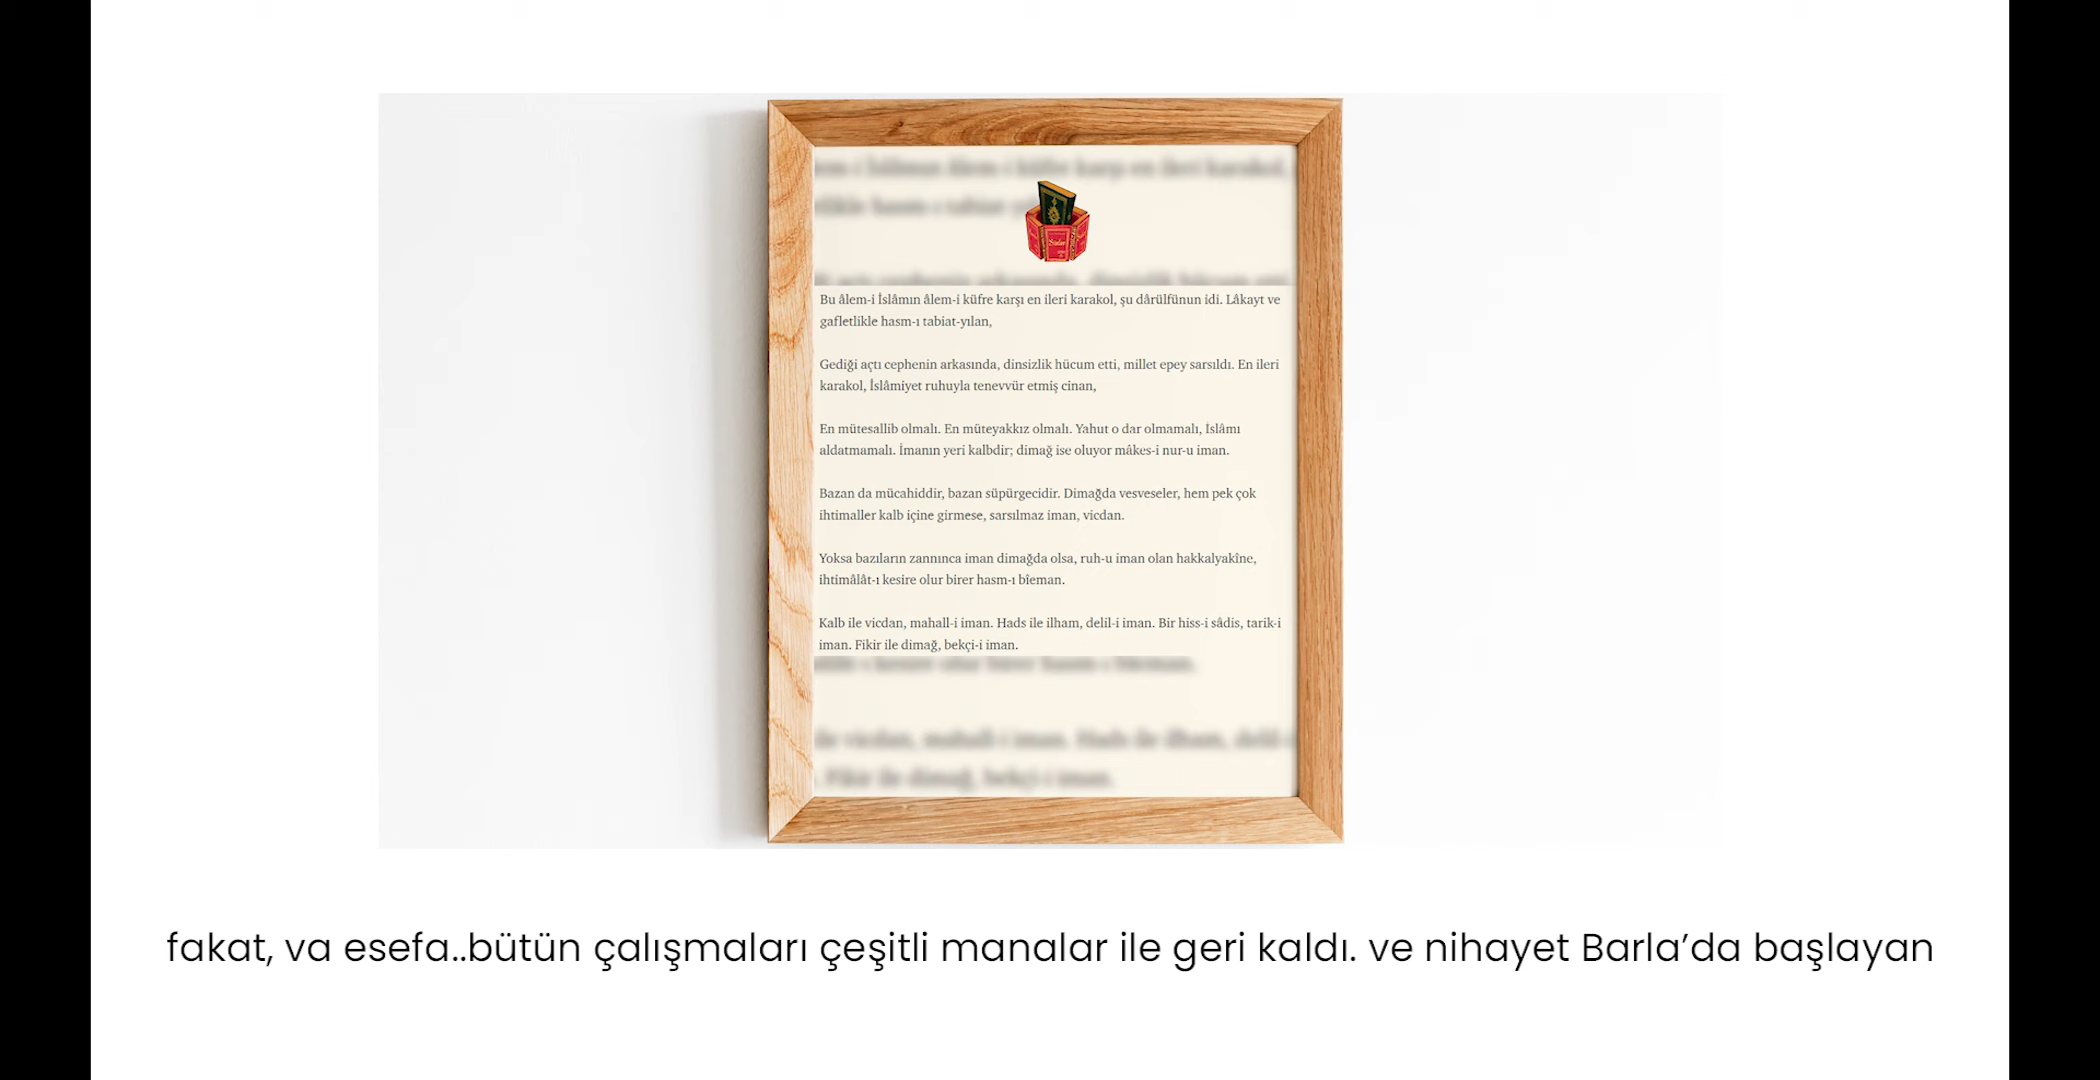 Sözler
Bu âlem-i İslâmın âlem-i küfre karşı en ileri karakol, şu dârülfünun idi. Lâkayt ve
gafletlikle hasm-ı tabiat-yılan,
Gediği açtı cephenin arkasında, dinsizlik hücum etti, millet epey sarsıldı. En ileri
karakol, İslâmiyet ruhuyla tenevvür etmiş cinan,
En mütesallib olmalı. En müteyakkız olmalı. Yahut o dar olmamalı, İslâmı
aldatmamalı. İmanın yeri kalbdir; dimağ ise oluyor mâkes-i nur-u iman.
Bazan da mücahiddir, bazan süpürgecidir. Dimağda vesveseler, hem pek çok
ihtimaller kalb içine girmese, sarsılmaz iman, vicdan.
Yoksa bazıların zannınca iman dimağda olsa, ruh-u iman olan hakkalyakîne,
ihtimâlât-ı kesire olur birer hasm-ı bîeman.
Kalb ile vicdan, mahall-i iman. Hads ile ilham, delil-i iman. Bir hiss-i sâdis, tarik-i
iman. Fikir ile dimağ, bekçi-i iman.
fakat, va esefa..bütün çalışmaları çeşitli manalar ile geri kaldı. ve nihayet Barla’da başlayan